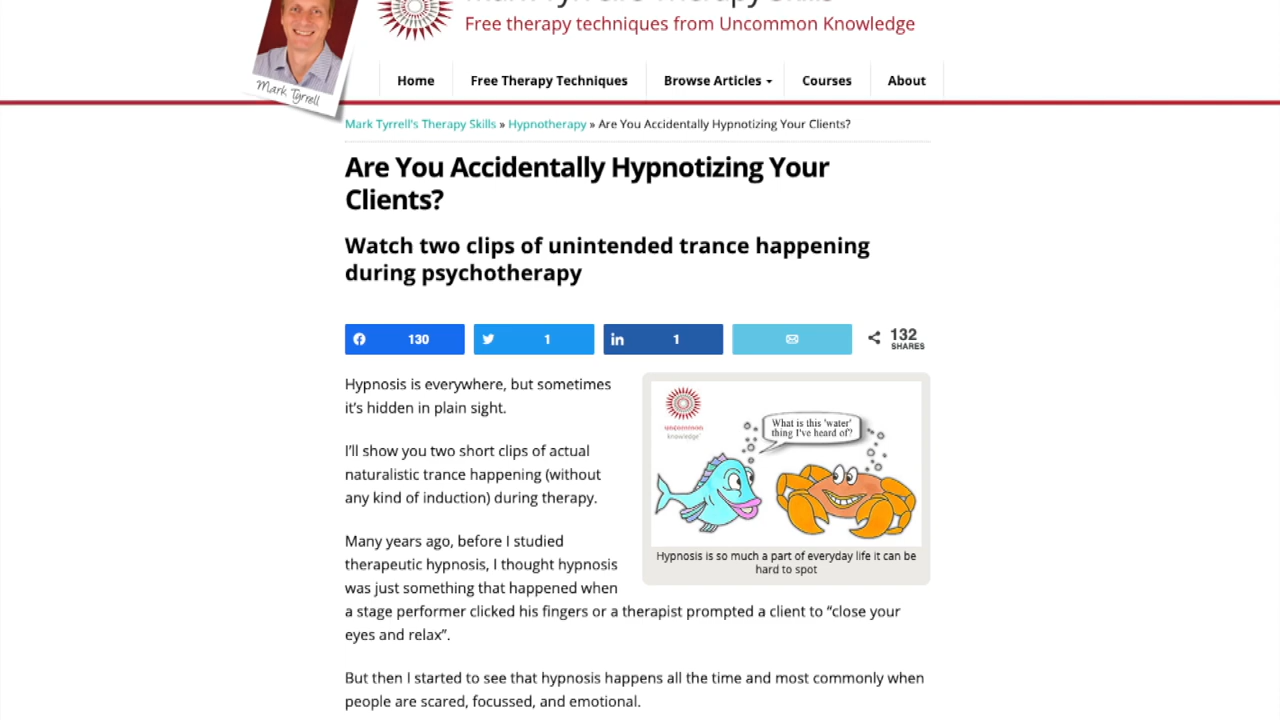 Mark Tyrrell's Therapy Skills
Free therapy techniques from Uncommon Knowledge
Mark Tyrrell
Home
Free Therapy Techniques
Browse Articles
Courses
About
Mark Tyrrell's Therapy Skills » Hypnotherapy » Are You Accidentally Hypnotizing Your Clients?
Are You Accidentally Hypnotizing Your
Clients?
Watch two clips of unintended trance happening
during psychotherapy
130
1
1
132
SHARES
Hypnosis is everywhere, but sometimes
it’s hidden in plain sight.
I’ll show you two short clips of actual
naturalistic trance happening (without
any kind of induction) during therapy.
Many years ago, before I studied
therapeutic hypnosis, I thought hypnosis
was just something that happened when
a stage performer clicked his fingers or a therapist prompted a client to “close your
eyes and relax”.
But then I started to see that hypnosis happens all the time and most commonly when
people are scared, focussed, and emotional.
uncommon
knowledge
What is this 'water'
thing I've heard of?
Hypnosis is so much a part of everyday life it can be
hard to spot